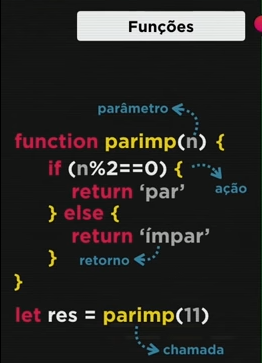 Funções
parâmetro
function parimp(n) {
if (n%2==0) {
ação
return ‘par’
} else {
return ‘ímpar’
}
retorno
}
let res = parimp(11)
chamada